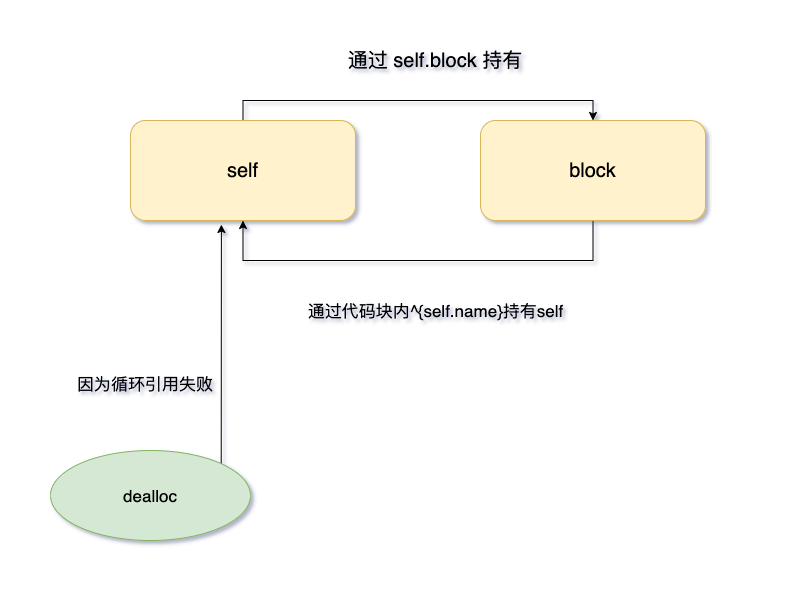 通过 self.block 持有
self
block
通过代码块内^{self.name}持有self
因为循环引用失败
dealloc